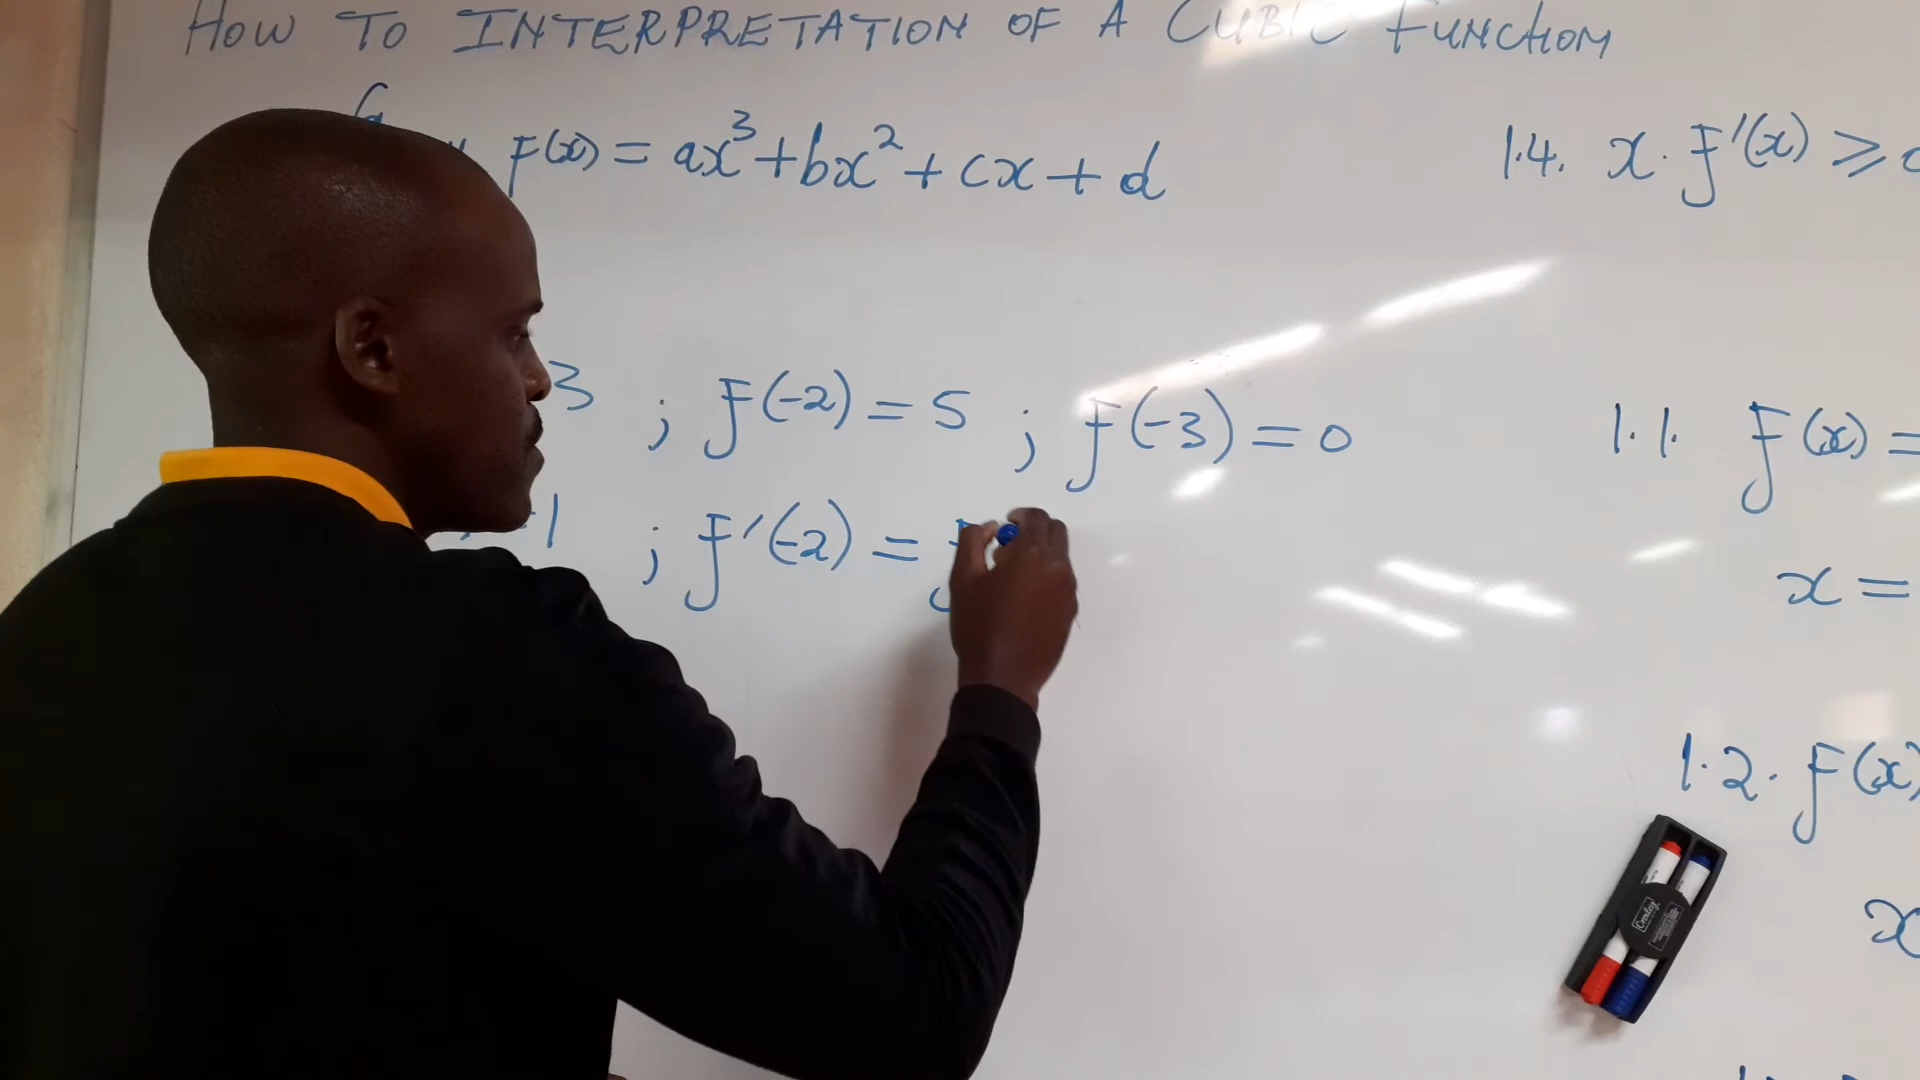 HOW TO INTERPRETATION OF A CUBIC FUNCTION
f(x) = ax³ + bx² + cx + d
1.4. x. f'(x) ⩾
3 ; f(-2) = 5 ; f(-3) = 0
1.1. f(x) =
1 ; f'(-2) = f
x =
1.2. f(x)
x